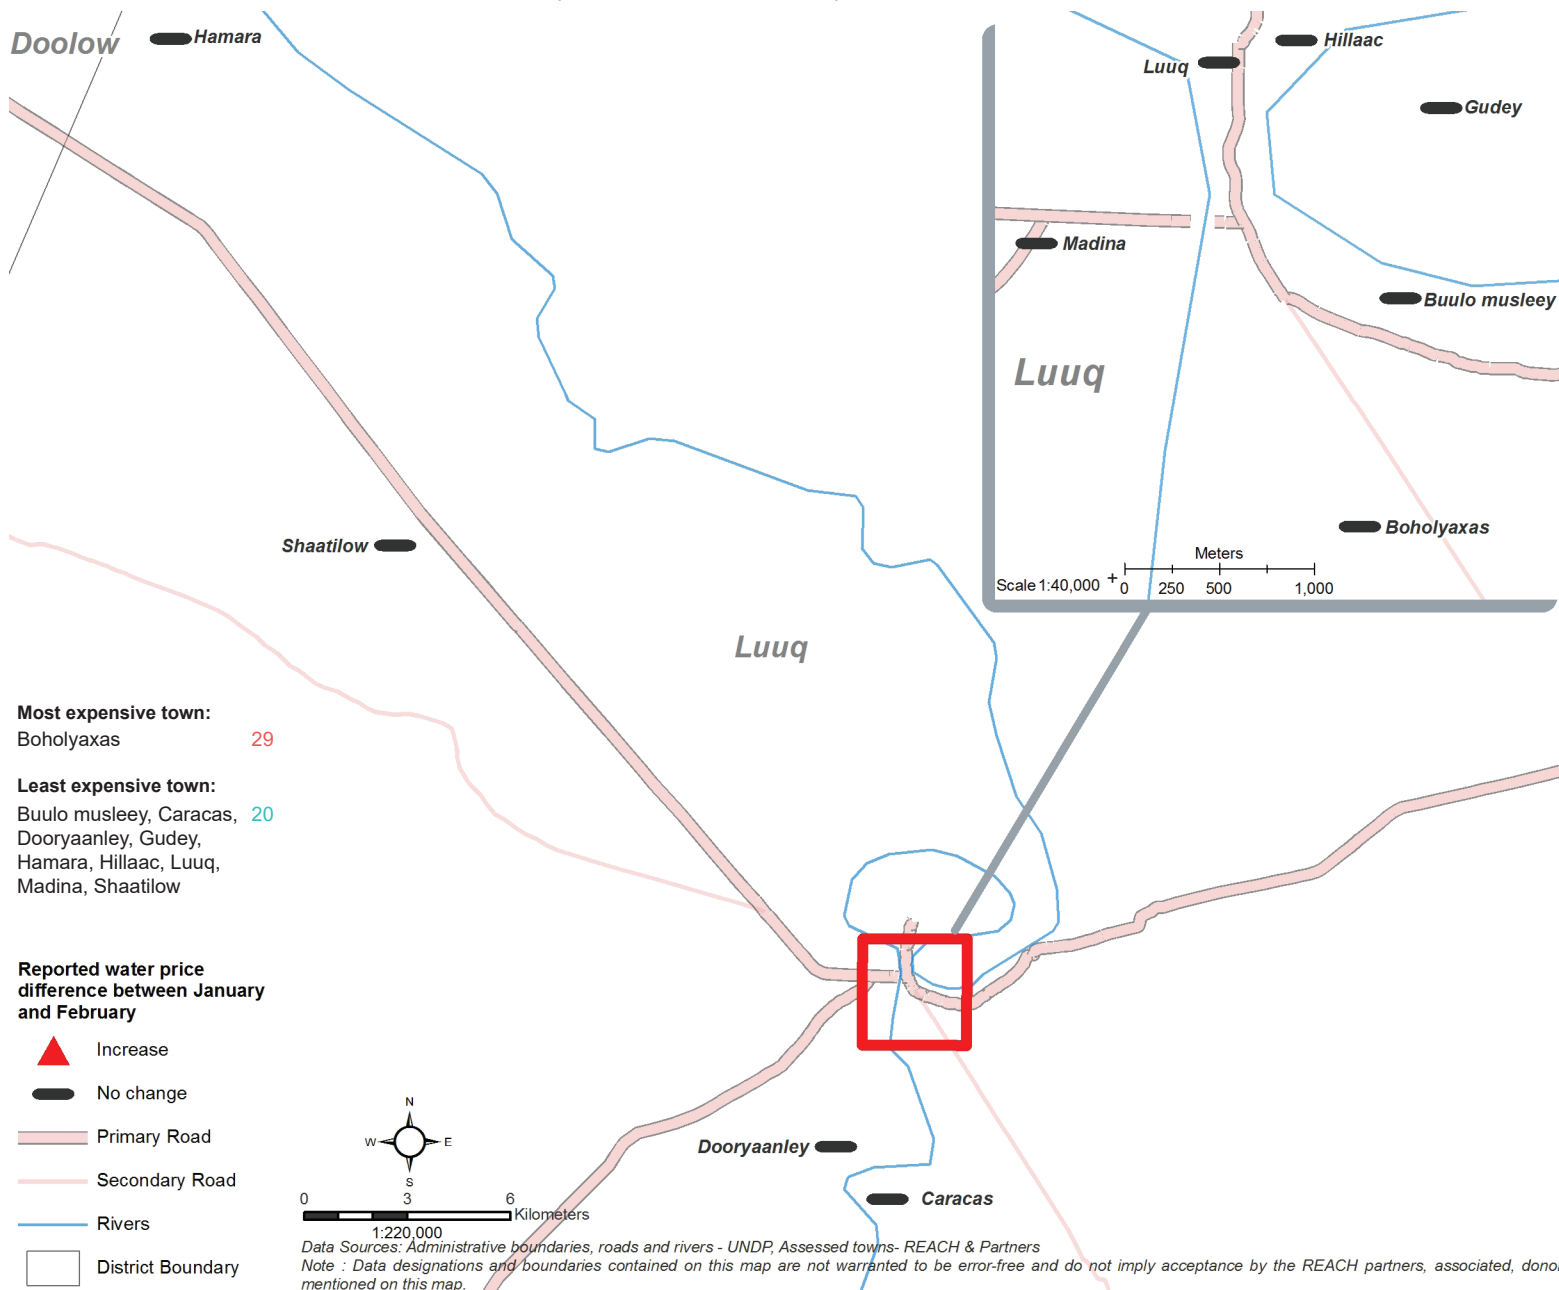 Doolow
Hamara
Luuq
Hillaac
Gudey
Madina
Buulo musleey
Luuq
Boholyaxas
Meters
Scale 1:40,000
0 250 500 1,000
Shaatilow
Luuq
Most expensive town:
Boholyaxas 29
Least expensive town:
Buulo musleey, Caracas, 20
Dooryaanley, Gudey,
Hamara, Hillaac, Luuq,
Madina, Shaatilow
Reported water price
difference between January
and February
Increase
No change
Primary Road
Secondary Road
Rivers
District Boundary
N
W E
S
0 3 6
Kilometers
1:220,000
Dooryaanley
Caracas
Data Sources: Administrative boundaries, roads and rivers - UNDP, Assessed towns- REACH & Partners
Note : Data designations and boundaries contained on this map are not warranted to be error-free and do not imply acceptance by the REACH partners, associated, dono
mentioned on this map.